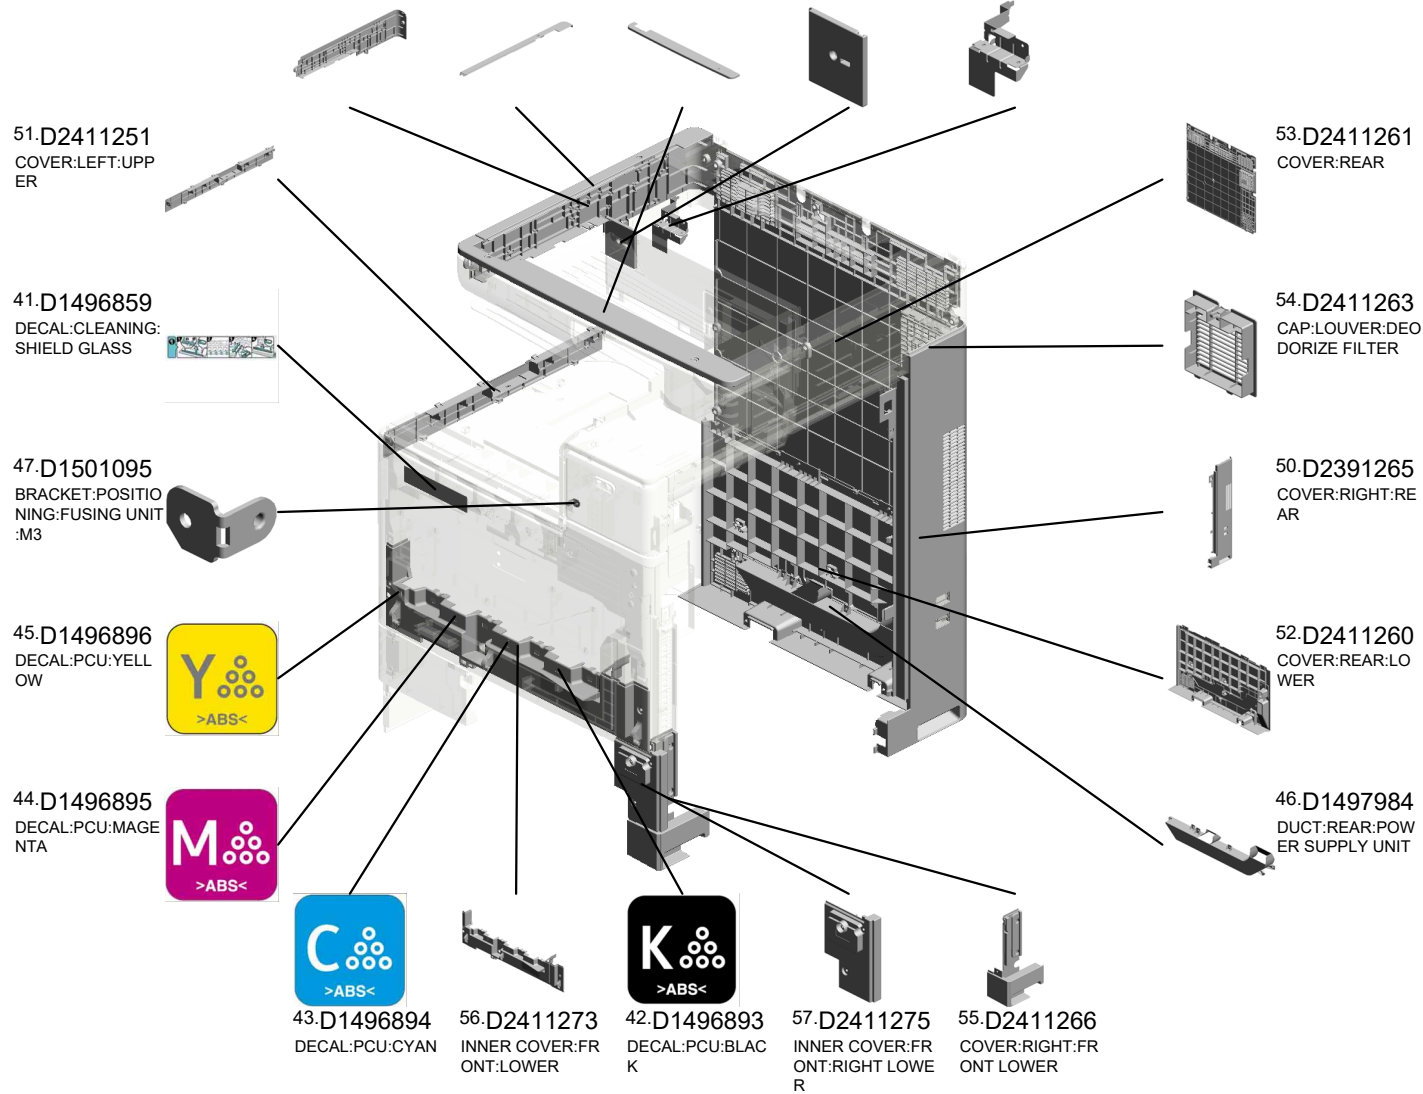 51.D2411251
COVER:LEFT:UPP
ER
53.D2411261
COVER:REAR
41.D1496859
DECAL:CLEANING:
SHIELD GLASS
54.D2411263
CAP:LOUVER:DEO
DORIZE FILTER
47.D1501095
BRACKET:POSITIO
NING:FUSING UNIT
:M3
50.D2391265
COVER:RIGHT:RE
AR
45.D1496896
DECAL:PCU:YELL
OW
Y
>ABS<
52.D2411260
COVER:REAR:LO
WER
44.D1496895
DECAL:PCU:MAGE
NTA
M
>ABS<
46.D1497984
DUCT:REAR:POW
ER SUPPLY UNIT
C
>ABS<
43.D1496894
DECAL:PCU:CYAN
56.D2411273
INNER COVER:FR
ONT:LOWER
K
>ABS<
42.D1496893
DECAL:PCU:BLAC
K
57.D2411275
INNER COVER:FR
ONT:RIGHT LOWE
R
55.D2411266
COVER:RIGHT:FR
ONT LOWER